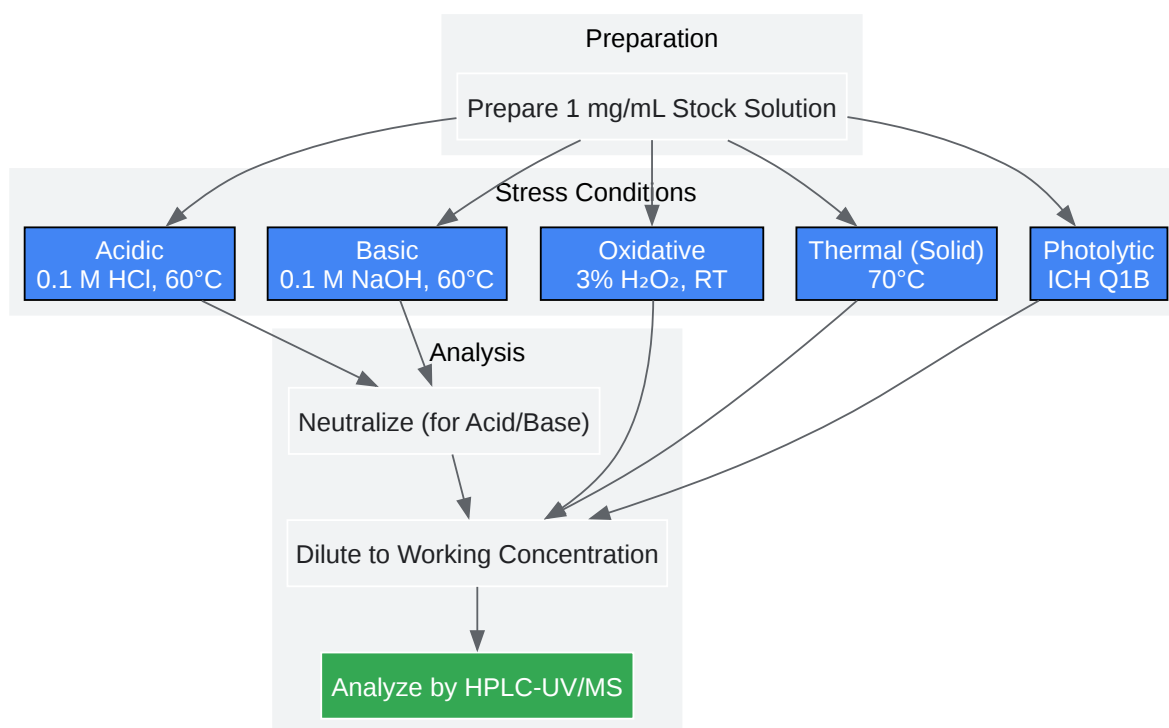 Preparation
Prepare 1 mg/mL Stock Solution
Stress Conditions
Acidic
0.1 M HCl, 60°C
Basic
0.1 M NaOH, 60°C
Oxidative
3% H₂O₂, RT
Thermal (Solid)
70°C
Photolytic
ICH Q1B
Analysis
Neutralize (for Acid/Base)
Dilute to Working Concentration
Analyze by HPLC-UV/MS